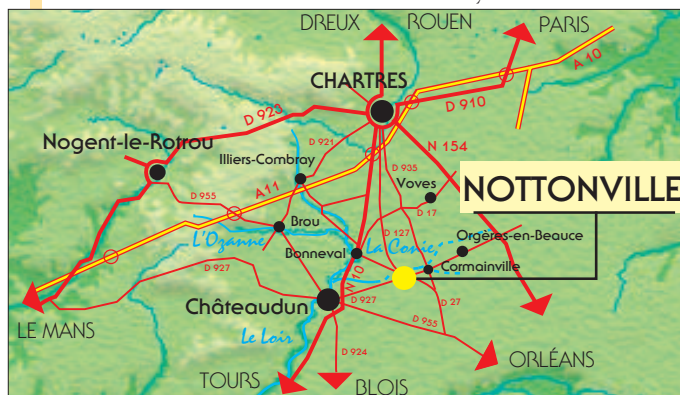 DREUX ROUEN PARIS
A 10
CHARTRES
D 923
D 910
Nogent-le-Rotrou
D 921
N 154
Illiers-Combray
D 935
A11
Voves
NOTTONVILLE
D 955
D 17
Brou
D 127
L'Ozanne
La Conie
Orgères-en-Beauce
Bonneval
Cormainville
D 927
N 10
Châteaudun
D 927
D 27
LE MANS
D 955
Le Loir
D 924
ORLÉANS
TOURS
BLOIS